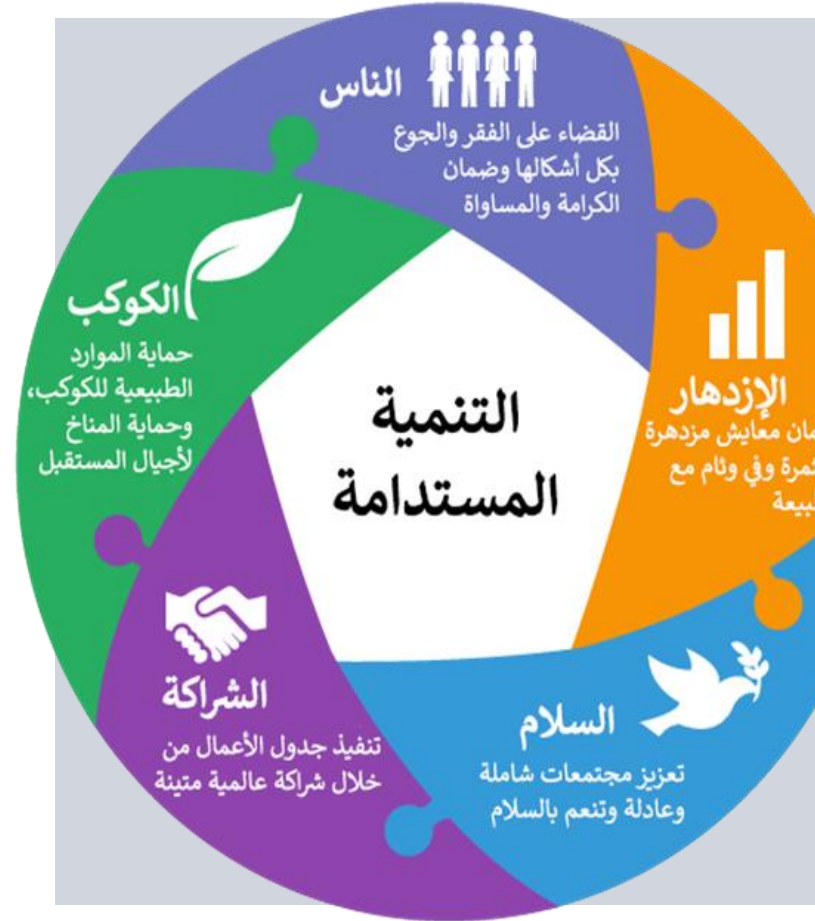 الناس
القضاء على الفقر والجوع
بكل أشكالها وضمان
الكرامة والمساواة
الإزدهار
معايش مزدهرة
وفي وئام مع
السلام
تعزيز مجتمعات شاملة
وعادلة وتنعم بالسلام
الشراكة
تنفيذ جدول الأعمال من
خلال شراكة عالمية متينة
الكوكب
حماية الموارد
الطبيعية للكوكب،
وحماية المناخ
لأجيال المستقبل
التنمية
المستدامة